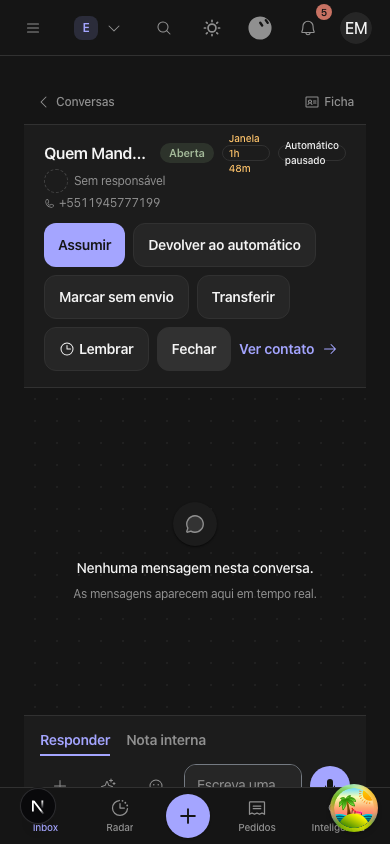 E
5
EM
Conversas
Ficha
Quem Mand...
Aberta
Janela
1h
48m
Automático
pausado
Sem responsável
+5511945777199
Assumir
Devolver ao automático
Marcar sem envio
Transferir
Lembrar
Fechar
Ver contato
Nenhuma mensagem nesta conversa.
As mensagens aparecem aqui em tempo real.
Responder
Nota interna
Escreva uma
N
Inbox
Radar
Pedidos